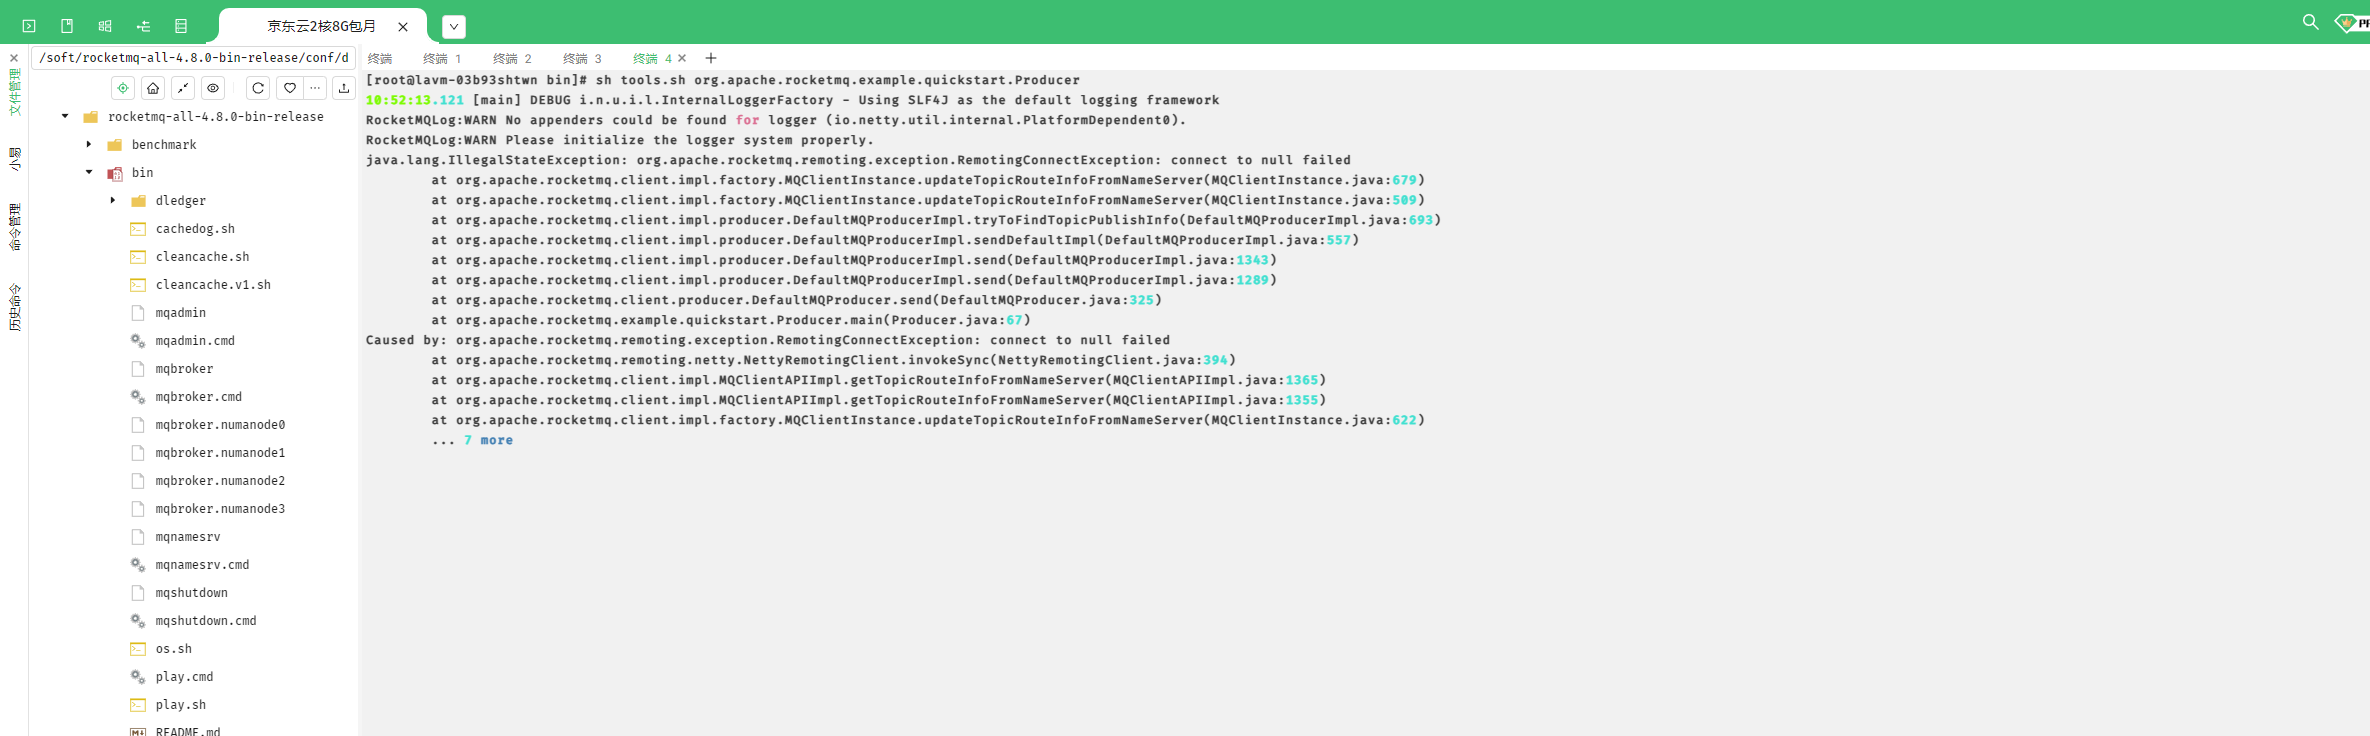 京东云2核8G包月
PR
/soft/rocketmq-all-4.8.0-bin-release/conf/d
终端
终端 1
终端 2
终端 3
终端 4
文件管理
小易
命令管理
历史命令
rocketmq-all-4.8.0-bin-release
benchmark
bin
dledger
cachedog.sh
cleancache.sh
cleancache.v1.sh
mqadmin
mqadmin.cmd
mqbroker
mqbroker.cmd
mqbroker.numanode0
mqbroker.numanode1
mqbroker.numanode2
mqbroker.numanode3
mqnamesrv
mqnamesrv.cmd
mqshutdown
mqshutdown.cmd
os.sh
play.cmd
play.sh
README.md
[root@lavm-03b93shtwn bin]# sh tools.sh org.apache.rocketmq.example.quickstart.Producer
10:52:13.121 [main] DEBUG i.n.u.i.l.InternalLoggerFactory - Using SLF4J as the default logging framework
RocketMQLog:WARN No appenders could be found for logger (io.netty.util.internal.PlatformDependent0).
RocketMQLog:WARN Please initialize the logger system properly.
java.lang.IllegalStateException: org.apache.rocketmq.remoting.exception.RemotingConnectException: connect to null failed
at org.apache.rocketmq.client.impl.factory.MQClientInstance.updateTopicRouteInfoFromNameServer(MQClientInstance.java:679)
at org.apache.rocketmq.client.impl.factory.MQClientInstance.updateTopicRouteInfoFromNameServer(MQClientInstance.java:509)
at org.apache.rocketmq.client.impl.producer.DefaultMQProducerImpl.tryToFindTopicPublishInfo(DefaultMQProducerImpl.java:693)
at org.apache.rocketmq.client.impl.producer.DefaultMQProducerImpl.sendDefaultImpl(DefaultMQProducerImpl.java:557)
at org.apache.rocketmq.client.impl.producer.DefaultMQProducerImpl.send(DefaultMQProducerImpl.java:1343)
at org.apache.rocketmq.client.impl.producer.DefaultMQProducerImpl.send(DefaultMQProducerImpl.java:1289)
at org.apache.rocketmq.client.producer.DefaultMQProducer.send(DefaultMQProducer.java:325)
at org.apache.rocketmq.example.quickstart.Producer.main(Producer.java:67)
Caused by: org.apache.rocketmq.remoting.exception.RemotingConnectException: connect to null failed
at org.apache.rocketmq.remoting.netty.NettyRemotingClient.invokeSync(NettyRemotingClient.java:394)
at org.apache.rocketmq.client.impl.MQClientAPIImpl.getTopicRouteInfoFromNameServer(MQClientAPIImpl.java:1365)
at org.apache.rocketmq.client.impl.MQClientAPIImpl.getTopicRouteInfoFromNameServer(MQClientAPIImpl.java:1355)
at org.apache.rocketmq.client.impl.factory.MQClientInstance.updateTopicRouteInfoFromNameServer(MQClientInstance.java:622)
... 7 more